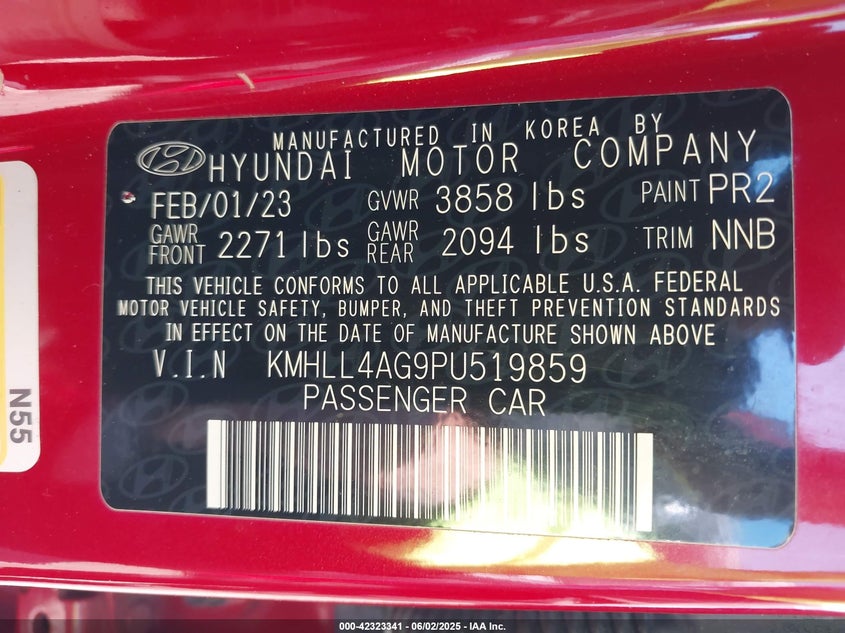 MANUFACTURED IN KOREA BY
HYUNDAI MOTOR COMPANY
FEB/01/23 GVWR 3858 lbs PAINT PR2
GAWR FRONT 2271 lbs GAWR REAR 2094 lbs TRIM NNB
THIS VEHICLE CONFORMS TO ALL APPLICABLE U.S.A. FEDERAL
MOTOR VEHICLE SAFETY, BUMPER, AND THEFT PREVENTION STANDARDS
IN EFFECT ON THE DATE OF MANUFACTURE SHOWN ABOVE
V.I.N KMHLL4AG9PU519859
PASSENGER CAR
N55
000-42323341 - 06/02/2025 - IAA Inc.